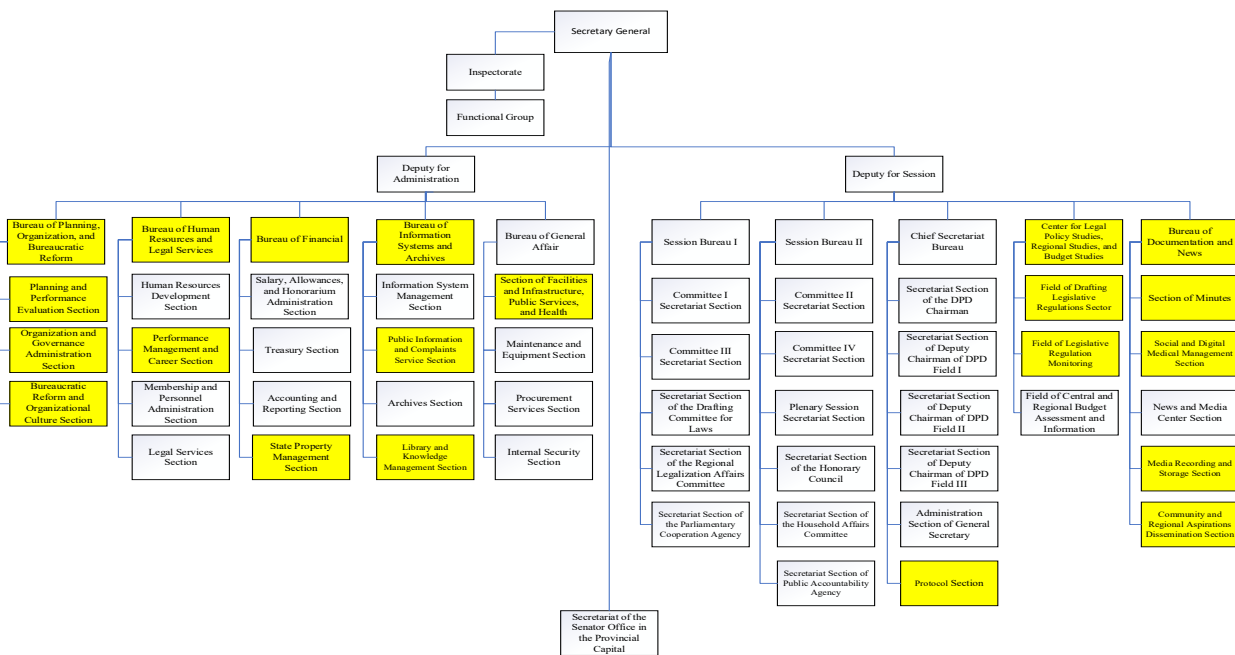 Secretary General
Inspectorate
Functional Group
Deputy for
Administration
Deputy for Session
Bureau of Planning,
Organization, and
Bureaucratic
Reform
Planning and
Performance
Evaluation Section
Organization and
Governance
Administration
Section
Bureaucratic
Reform and
Organizational
Culture Section
Bureau of Human
Resources and
Legal Services
Human Resources
Development
Section
Performance
Management and
Career Section
Membership and
Personnel
Administration
Section
Legal Services
Section
Bureau of Financial
Salary, Allowances,
and Honorarium
Administration
Section
Treasury Section
Accounting and
Reporting Section
State Property
Management
Section
Bureau of
Information
Systems and
Archives
Information System
Management
Section
Public Information
and Complaints
Service Section
Archives Section
Library and
Knowledge
Management Section
Bureau of General
Affair
Section of Facilities
and Infrastructure,
Public Services,
and Health
Maintenance and
Equipment Section
Procurement
Services Section
Internal Security
Section
Session Bureau I
Committee I
Secretariat Section
Committee III
Secretariat Section
Secretariat Section
of the Drafting
Committee for
Laws
Secretariat Section
of the Regional
Legalization Affairs
Committee
Secretariat Section of
the Parliamentary
Cooperation Agency
Session Bureau II
Committee II
Secretariat Section
Committee IV
Secretariat Section
Plenary Session
Secretariat Section
Secretariat Section
of the Honorary
Council
Secretariat Section of
the Household Affairs
Committee
Secretariat Section of
Public Accountability
Agency
Chief Secretariat
Bureau
Secretariat Section
of the DPD
Chairman
Secretariat Section
of Deputy
Chairman of DPD
Field I
Secretariat Section
of Deputy
Chairman of DPD
Field II
Secretariat Section
of Deputy
Chairman of DPD
Field III
Administration
Section of General
Secretary
Protocol Section
Center for Legal
Policy Studies,
Regional Studies, and
Budget Studies
Field of Drafting
Legislative
Regulations Sector
Field of Legislative
Regulation
Monitoring
Field of Central and
Regional Budget
Assessment and
Information
Bureau of
Documentation and
News
Section of Minutes
Social and Digital
Medical Management
Section
News and Media
Center Section
Media Recording and
Storage Section
Community and
Regional Aspirations
Dissemination Section
Secretariat of the
Senator Office in
the Provincial
Capital